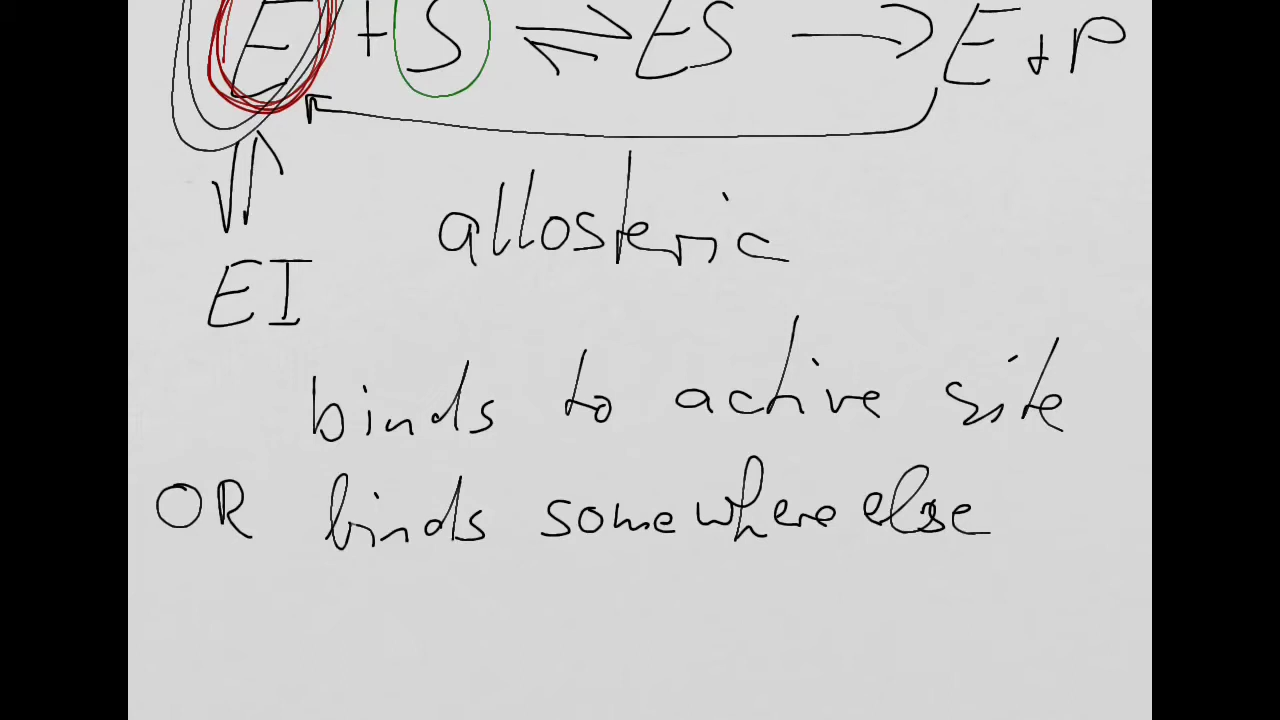 E + S ⇌ ES → E + P
allosteric
EI
binds to active site
OR binds somewhere else